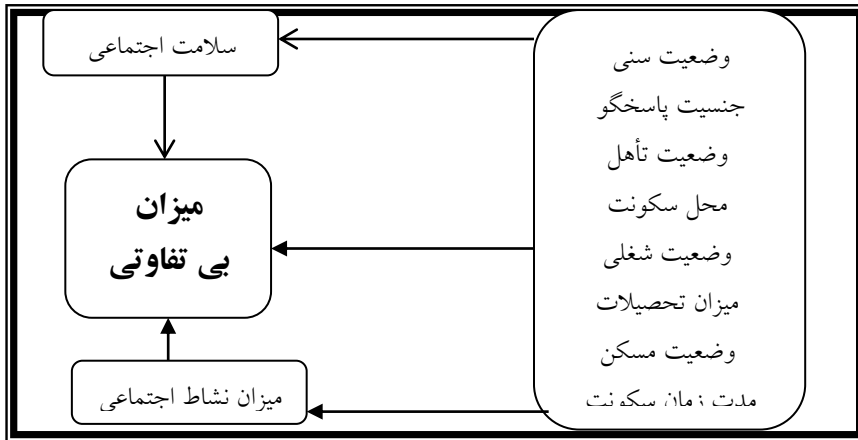 سلامت اجتماعی
وضعیت سنی
جنسیت پاسخگو
وضعیت تأهل
محل سکونت
وضعیت شغلی
میزان تحصیلات
وضعیت مسکن
مدت زمان سکونت
میزان
بی تفاوتی
میزان نشاط اجتماعی